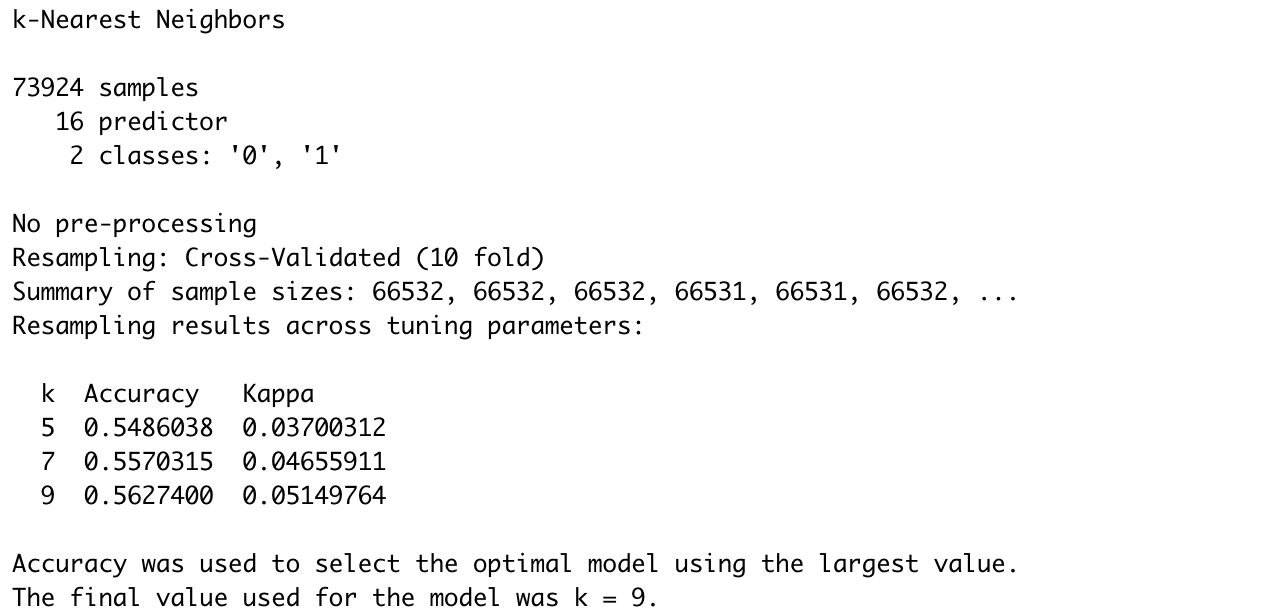 k-Nearest Neighbors
73924 samples
16 predictor
2 classes: '0', '1'
No pre-processing
Resampling: Cross-Validated (10 fold)
Summary of sample sizes: 66532, 66532, 66532, 66531, 66531, 66532, ...
Resampling results across tuning parameters:
k Accuracy Kappa
5 0.5486038 0.03700312
7 0.5570315 0.04655911
9 0.5627400 0.05149764
Accuracy was used to select the optimal model using the largest value.
The final value used for the model was k = 9.